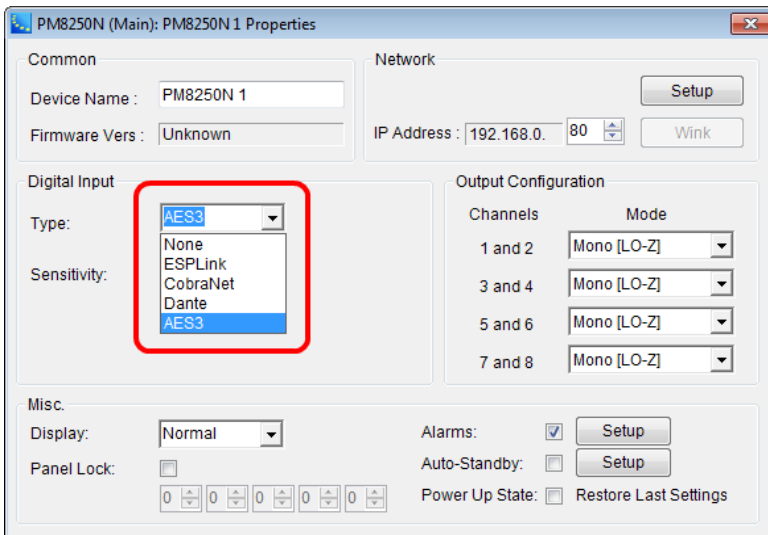 PM8250N (Main): PM8250N 1 Properties
Common
Device Name :
PM8250N 1
Firmware Vers :
Unknown
Network
Setup
IP Address :
192.168.0.
80
Wink
Digital Input
Type:
AES3
None
ESPLink
CobraNet
Dante
AES3
Sensitivity:
Output Configuration
Channels
Mode
1 and 2
Mono [LO-Z]
3 and 4
Mono [LO-Z]
5 and 6
Mono [LO-Z]
7 and 8
Mono [LO-Z]
Misc.
Display:
Normal
Panel Lock:
0 0 0 0 0
Alarms:
Setup
Auto-Standby:
Setup
Power Up State:
Restore Last Settings